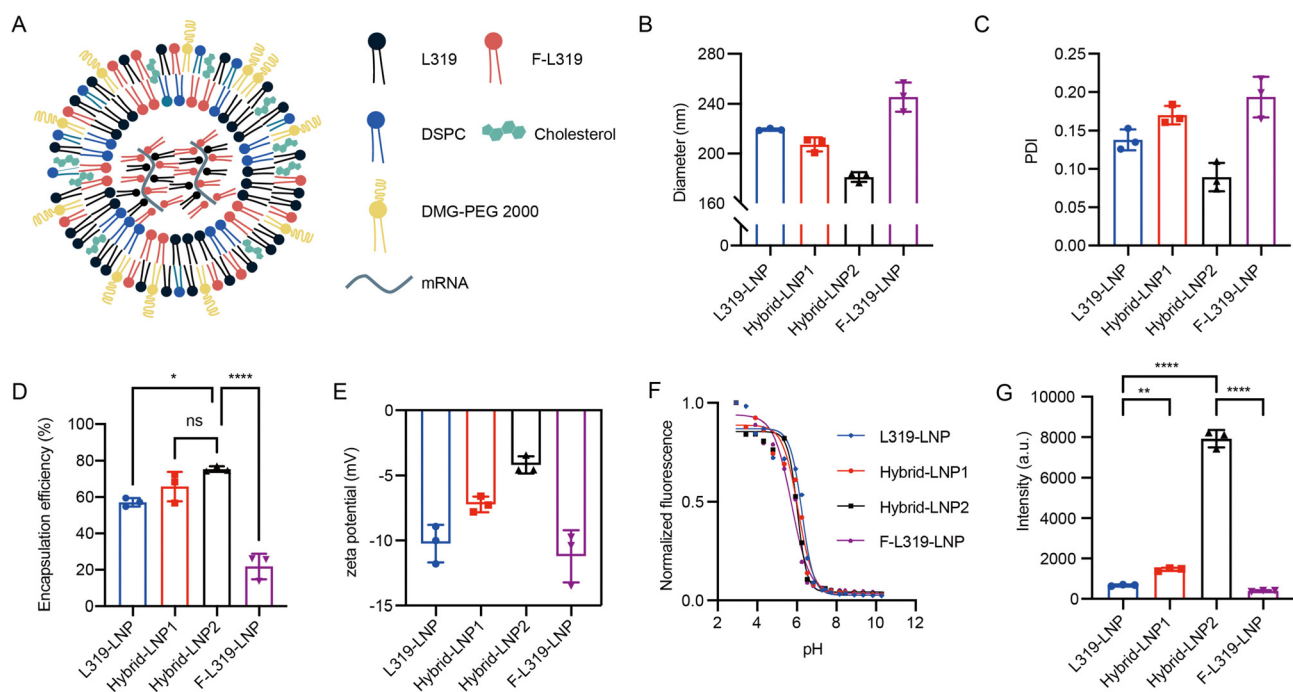 A
L319
F-L319
DSPC
Cholesterol
DMG-PEG 2000
mRNA
B
Diameter (nm)
280
240
200
160
0
L319-LNP
Hybrid-LNP1
Hybrid-LNP2
F-L319-LNP
C
PDI
0.25
0.20
0.15
0.10
0.05
0.00
L319-LNP
Hybrid-LNP1
Hybrid-LNP2
F-L319-LNP
D
Encapsulation efficiency (%)
100
80
60
40
20
0
*
****
ns
L319-LNP
Hybrid-LNP1
Hybrid-LNP2
F-L319-LNP
E
zeta potential (mV)
0
-5
-10
-15
L319-LNP
Hybrid-LNP1
Hybrid-LNP2
F-L319-LNP
F
Normalized fluorescence
1.0
0.5
0.0
4
6
8
10
12
pH
L319-LNP
Hybrid-LNP1
Hybrid-LNP2
F-L319-LNP
G
Intensity (a.u.)
10000
8000
6000
4000
2000
0
****
**
****
L319-LNP
Hybrid-LNP1
Hybrid-LNP2
F-L319-LNP